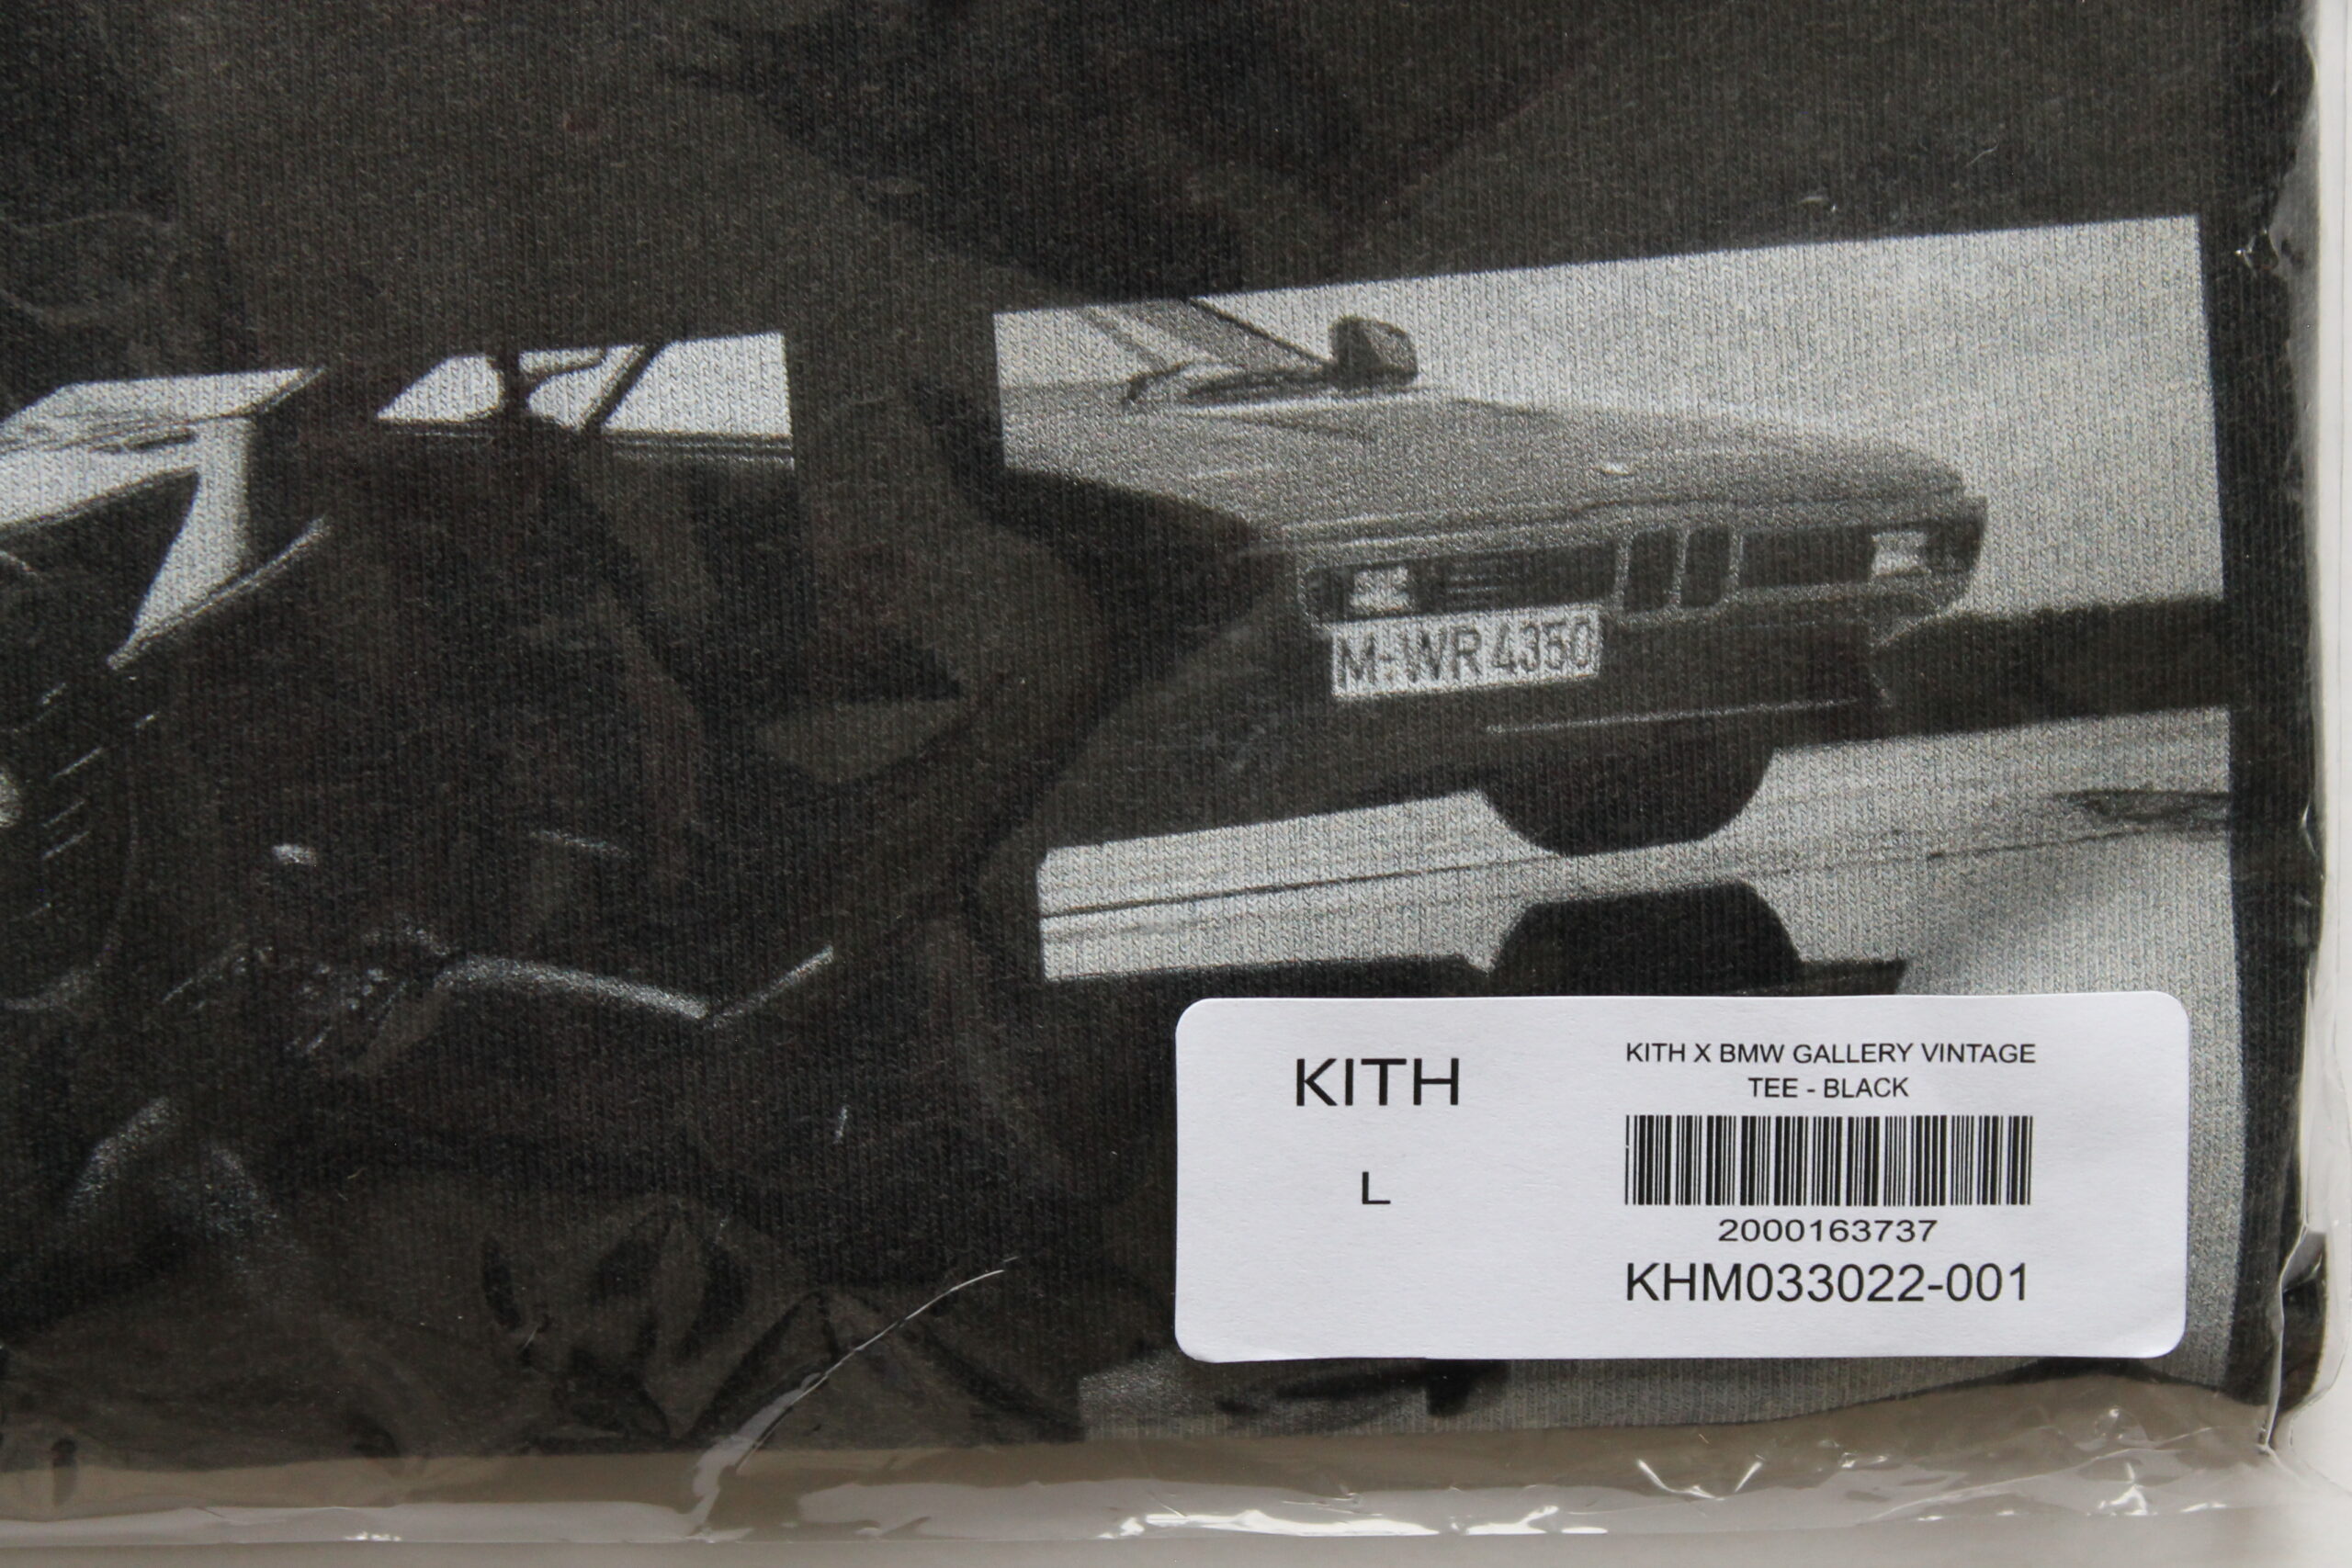 M-WR 4350
KITH
L
KITH X BMW GALLERY VINTAGE
TEE - BLACK
2000163737
KHM033022-001